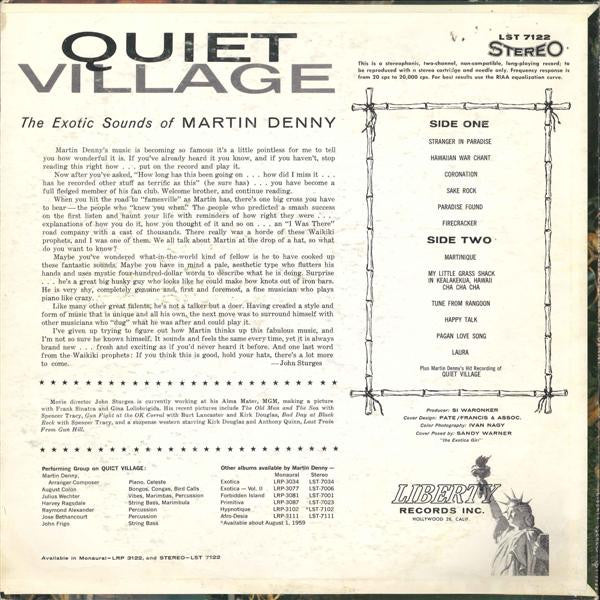 QUIET
VILLAGE
The Exotic Sounds of MARTIN DENNY
Martin Denny's music is becoming so famous it's a little pointless for me to tell
you how wonderful it is. If you've already heard it you know, and if you haven't, stop
reading this right now . . . put on the record and play it.
Now after you've asked, "How long has this been going on . . . how did I miss it . . .
has he recorded other stuff as terrific as this" (he sure has) . . . you have become a
full fledged member of his fan club. Welcome brother, and continue reading.
When you hit the road to "famesville" as Martin has, there's one big cross you have
to bear—the people who "knew you when." The people who predicted a smash success
on the first listen and haunt your life with reminders of how right they were . . .
explanations of how you do it, how you thought of it and so on . . . an "I Was There"
road company with a cast of thousands. There really was a horde of these Waikiki
prophets, and I was one of them. We all talk about Martin at the drop of a hat, so what
do you want to know?
Maybe you've wondered what-in-the-world kind of fellow is he to have cooked up
these fantastic sounds. Maybe you have in mind a pale, aesthetic type who flutters his
hands and uses mystic four-hundred-dollar words to describe what he is doing. Surprise
. . . he's a great big husky guy who looks like he could make bow knots out of iron bars.
He is very shy, completely genuine and, first and foremost, a fine musician who plays
piano like crazy.
Like many other great talents, he's not a talker but a doer. Having created a style and
form of music that is unique and all his own, the next move was to surround himself with
other musicians who "dug" what he was after and could play it.
I've given up trying to figure out how Martin thinks up this fabulous music, and
I'm not so sure he knows himself. It sounds and feels the same every time, yet it is always
brand new . . . fresh and exciting as if you'd never heard it before. And one last word
from the Waikiki prophets: If you think this is good, hold your hats, there's a lot more
to come. —John Sturges
Movie director John Sturges is currently working at his Alma Mater, MGM, making a picture
with Frank Sinatra and Gina Lollobrigida. His recent pictures include The Old Man and The Sea with
Spencer Tracy, Gun Fight at the OK Corral with Burt Lancaster and Kirk Douglas, Bad Day at Black
Rock with Spencer Tracy, and a suspense western starring Kirk Douglas and Anthony Quinn, Last Train
From Gun Hill.
Performing Group on QUIET VILLAGE:
Martin Denny,
Arranger Composer Piano, Celeste
August Colon Bongos, Congas, Bird Calls
Julius Wechter Vibes, Marimbas, Percussion
Harvey Ragsdale String Bass, Marimbula
Raymond Alexander Percussion
Jose Bethancourt Percussion
John Frigo String Bass
Other albums available by Martin Denny—
Monaural Stereo
Exotica LRP-3034 LST-7034
Exotica — Vol. II LRP-3077 LST-7006
Forbidden Island LRP-3081 LST-7001
Primitiva LRP-3087 LST-7023
Hypnotique LRP-3102 *LST-7102
Afro-Desia LRP-3111 LST-7111
*Available about August 1, 1959
Available in Monaural—LRP 3122, and STEREO—LST 7122
LST 7122
STEREO
This is a stereophonic, two-channel, non-compatible, long-playing record; to
be reproduced with a stereo cartridge and needle only. Frequency response is
from 20 cps to 20,000 cps. For best results use the RIAA equalization curve.
SIDE ONE
STRANGER IN PARADISE
HAWAIIAN WAR CHANT
CORONATION
SAKE ROCK
PARADISE FOUND
FIRECRACKER
SIDE TWO
MARTINIQUE
MY LITTLE GRASS SHACK
IN KEALAKEKUA, HAWAII
CHA CHA CHA
TUNE FROM RANGOON
HAPPY TALK
PAGAN LOVE SONG
LAURA
Plus Martin Denny's Hit Recording of
QUIET VILLAGE
Producer: SI WARONKER
Cover Design: PATE/FRANCIS & ASSOC.
Color Photography: IVAN NAGY
Cover Posed by: SANDY WARNER
"the Exotica Girl"
LIBERTY
RECORDS INC.
HOLLYWOOD 28, CALIF.